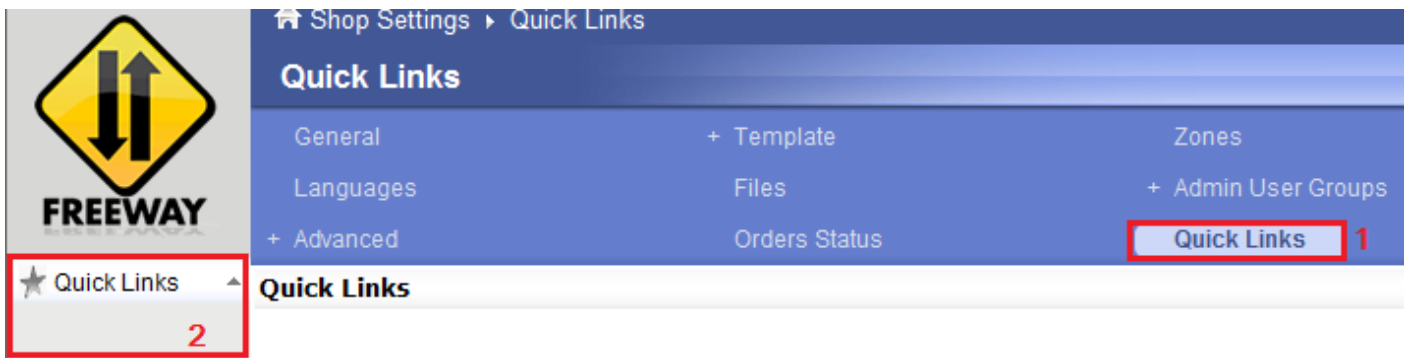 Shop Settings ▸ Quick Links
Quick Links
General + Template Zones
Languages Files + Admin User Groups
+ Advanced Orders Status Quick Links 1
FREEWAY
Quick Links
2
Quick Links